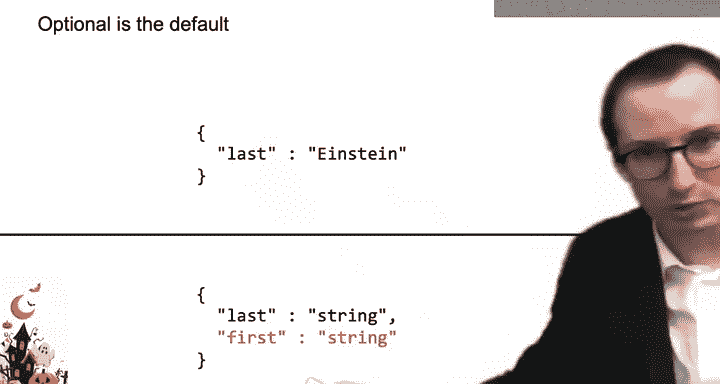 Optional is the default
{
"last" : "Einstein"
}
{
"last" : "string",
"first" : "string"
}